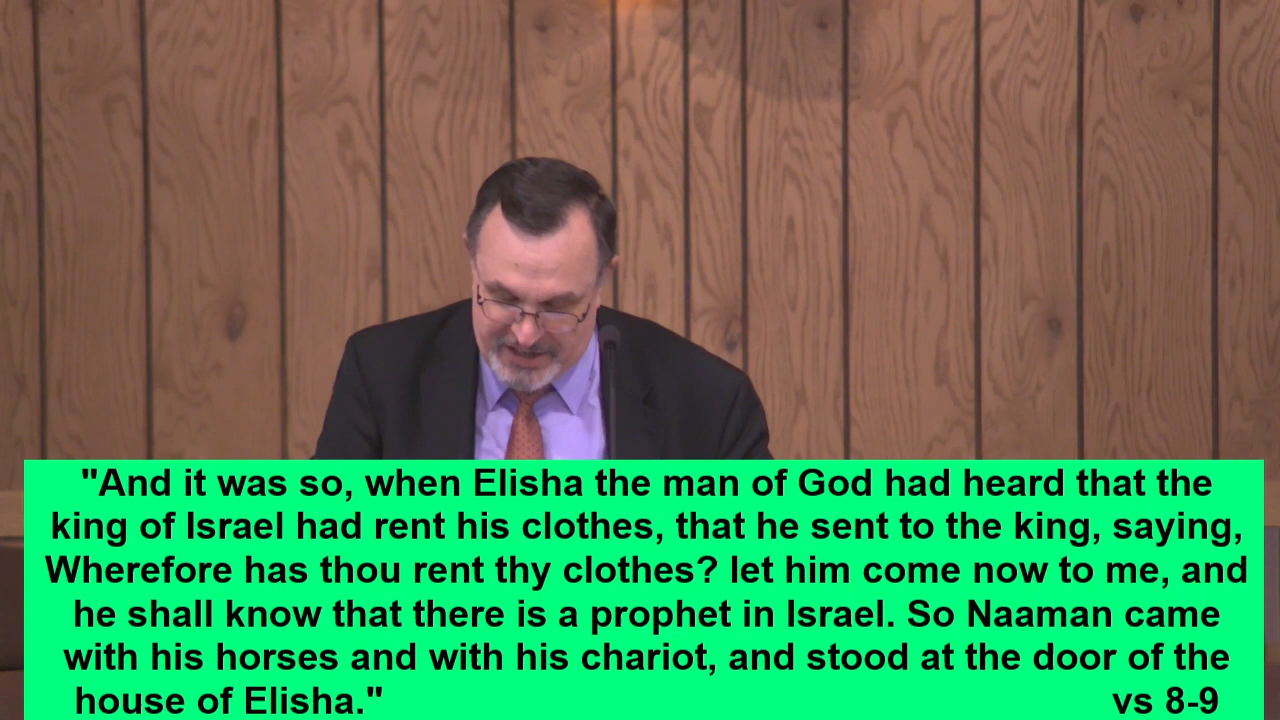 "And it was so, when Elisha the man of God had heard that the
king of Israel had rent his clothes, that he sent to the king, saying,
Wherefore has thou rent thy clothes? let him come now to me, and
he shall know that there is a prophet in Israel. So Naaman came
with his horses and with his chariot, and stood at the door of the
house of Elisha." vs 8-9